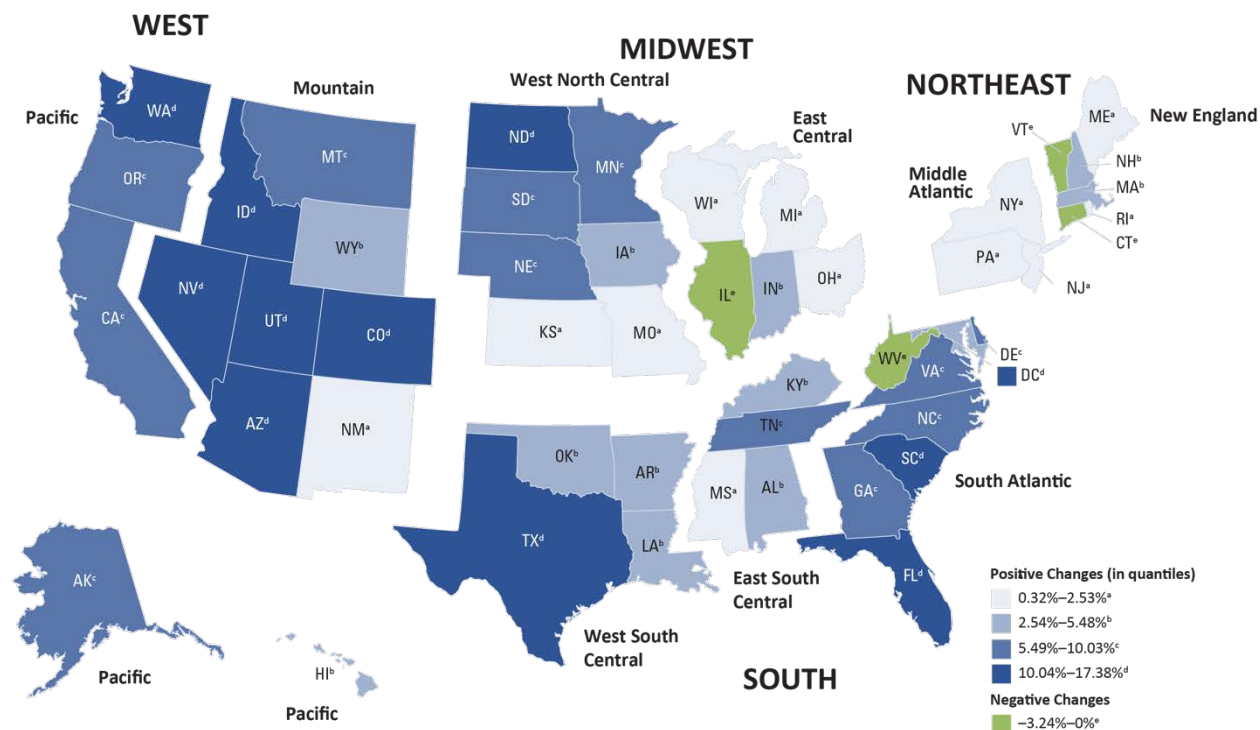 WEST
MIDWEST
NORTHEAST
Pacific
Mountain
West North Central
East
Central
Middle
Atlantic
New England
WAᵈ
ORᶜ
CAᶜ
MTᶜ
IDᵈ
WYᵇ
NVᵈ
UTᵈ
COᵈ
AZᵈ
NMᵃ
NDᵈ
MNᶜ
SDᶜ
IAᵇ
NEᶜ
KSᵃ
MOᵃ
WIᵃ
MIᵃ
ILᵉ
INᵇ
OHᵃ
VTᵉ
MEᵃ
NHᵇ
MAᵇ
RIᵃ
CTᵉ
NYᵃ
PAᵃ
NJᵃ
WVᵉ
DEᶜ
DCᵈ
VAᶜ
KYᵇ
TNᶜ
NCᶜ
SCᵈ
GAᶜ
FLᵈ
OKᵇ
ARᵇ
MSᵃ
ALᵇ
TXᵈ
LAᵇ
South Atlantic
East South
Central
West South
Central
SOUTH
AKᶜ
Pacific
HIᵇ
Pacific
Positive Changes (in quantiles)
0.32%–2.53%ᵃ
2.54%–5.48%ᵇ
5.49%–10.03%ᶜ
10.04%–17.38%ᵈ
Negative Changes
–3.24%–0%ᵉ